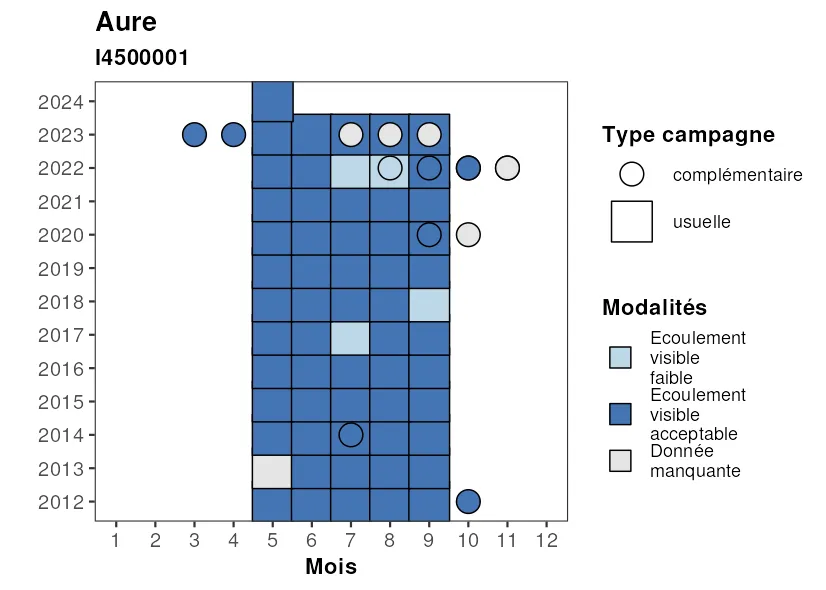 Aure
I4500001
2024
2023
2022
2021
2020
2019
2018
2017
2016
2015
2014
2013
2012
1 2 3 4 5 6 7 8 9 10 11 12
Mois
Type campagne
complémentaire
usuelle
Modalités
Ecoulement
visible
faible
Ecoulement
visible
acceptable
Donnée
manquante